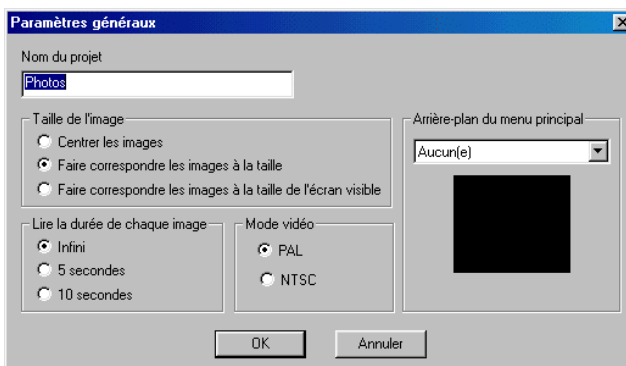 Paramètres généraux
Nom du projet
Photos
Taille de l'image
Centrer les images
Faire correspondre les images à la taille
Faire correspondre les images à la taille de l'écran visible
Arrière-plan du menu principal
Aucun(e)
Lire la durée de chaque image
Infini
5 secondes
10 secondes
Mode vidéo
PAL
NTSC
OK
Annuler